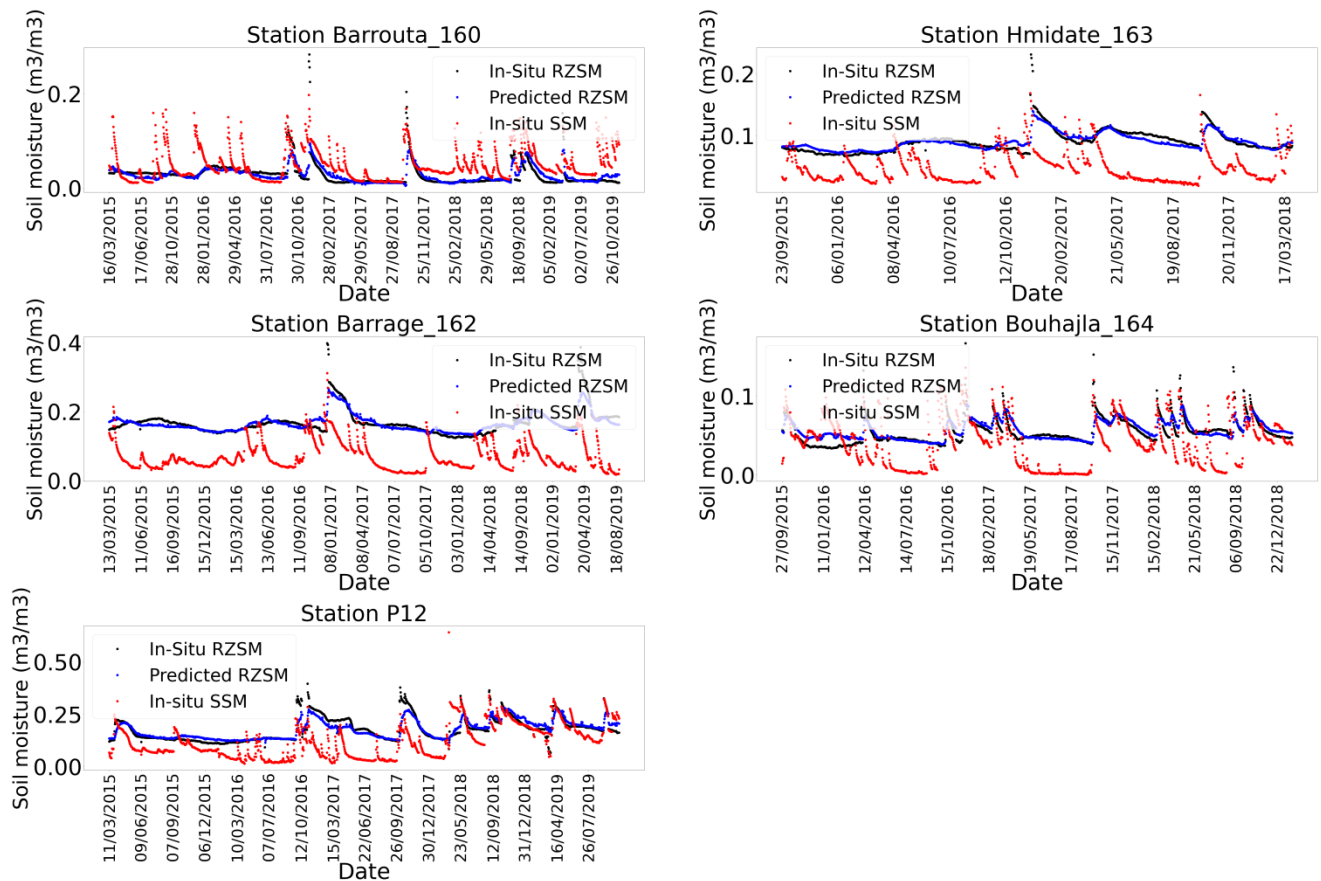 Station Barrouta_160
Soil moisture (m3/m3)
0.2
0.0
In-Situ RZSM
Predicted RZSM
In-situ SSM
16/03/2015
17/06/2015
28/10/2015
28/01/2016
29/04/2016
31/07/2016
30/10/2016
28/02/2017
29/05/2017
27/08/2017
25/11/2017
25/02/2018
29/05/2018
18/09/2018
05/02/2019
02/07/2019
26/10/2019
Date
Station Hmidate_163
Soil moisture (m3/m3)
0.2
0.1
In-Situ RZSM
Predicted RZSM
In-situ SSM
23/09/2015
06/01/2016
08/04/2016
10/07/2016
12/10/2016
20/02/2017
21/05/2017
19/08/2017
20/11/2017
17/03/2018
Date
Station Barrage_162
Soil moisture (m3/m3)
0.4
0.2
0.0
In-Situ RZSM
Predicted RZSM
In-situ SSM
13/03/2015
11/06/2015
16/09/2015
15/12/2015
15/03/2016
13/06/2016
11/09/2016
08/01/2017
08/04/2017
07/07/2017
05/10/2017
03/01/2018
14/04/2018
14/09/2018
02/01/2019
20/04/2019
18/08/2019
Date
Station Bouhajla_164
Soil moisture (m3/m3)
0.1
0.0
In-Situ RZSM
Predicted RZSM
In-situ SSM
27/09/2015
11/01/2016
12/04/2016
14/07/2016
15/10/2016
18/02/2017
19/05/2017
17/08/2017
15/11/2017
15/02/2018
21/05/2018
06/09/2018
22/12/2018
Date
Station P12
Soil moisture (m3/m3)
0.50
0.25
0.00
In-Situ RZSM
Predicted RZSM
In-situ SSM
11/03/2015
09/06/2015
07/09/2015
06/12/2015
10/03/2016
07/07/2016
12/10/2016
15/03/2017
22/06/2017
26/09/2017
30/12/2017
23/05/2018
09/12/2018
31/12/2018
16/04/2019
26/07/2019
Date